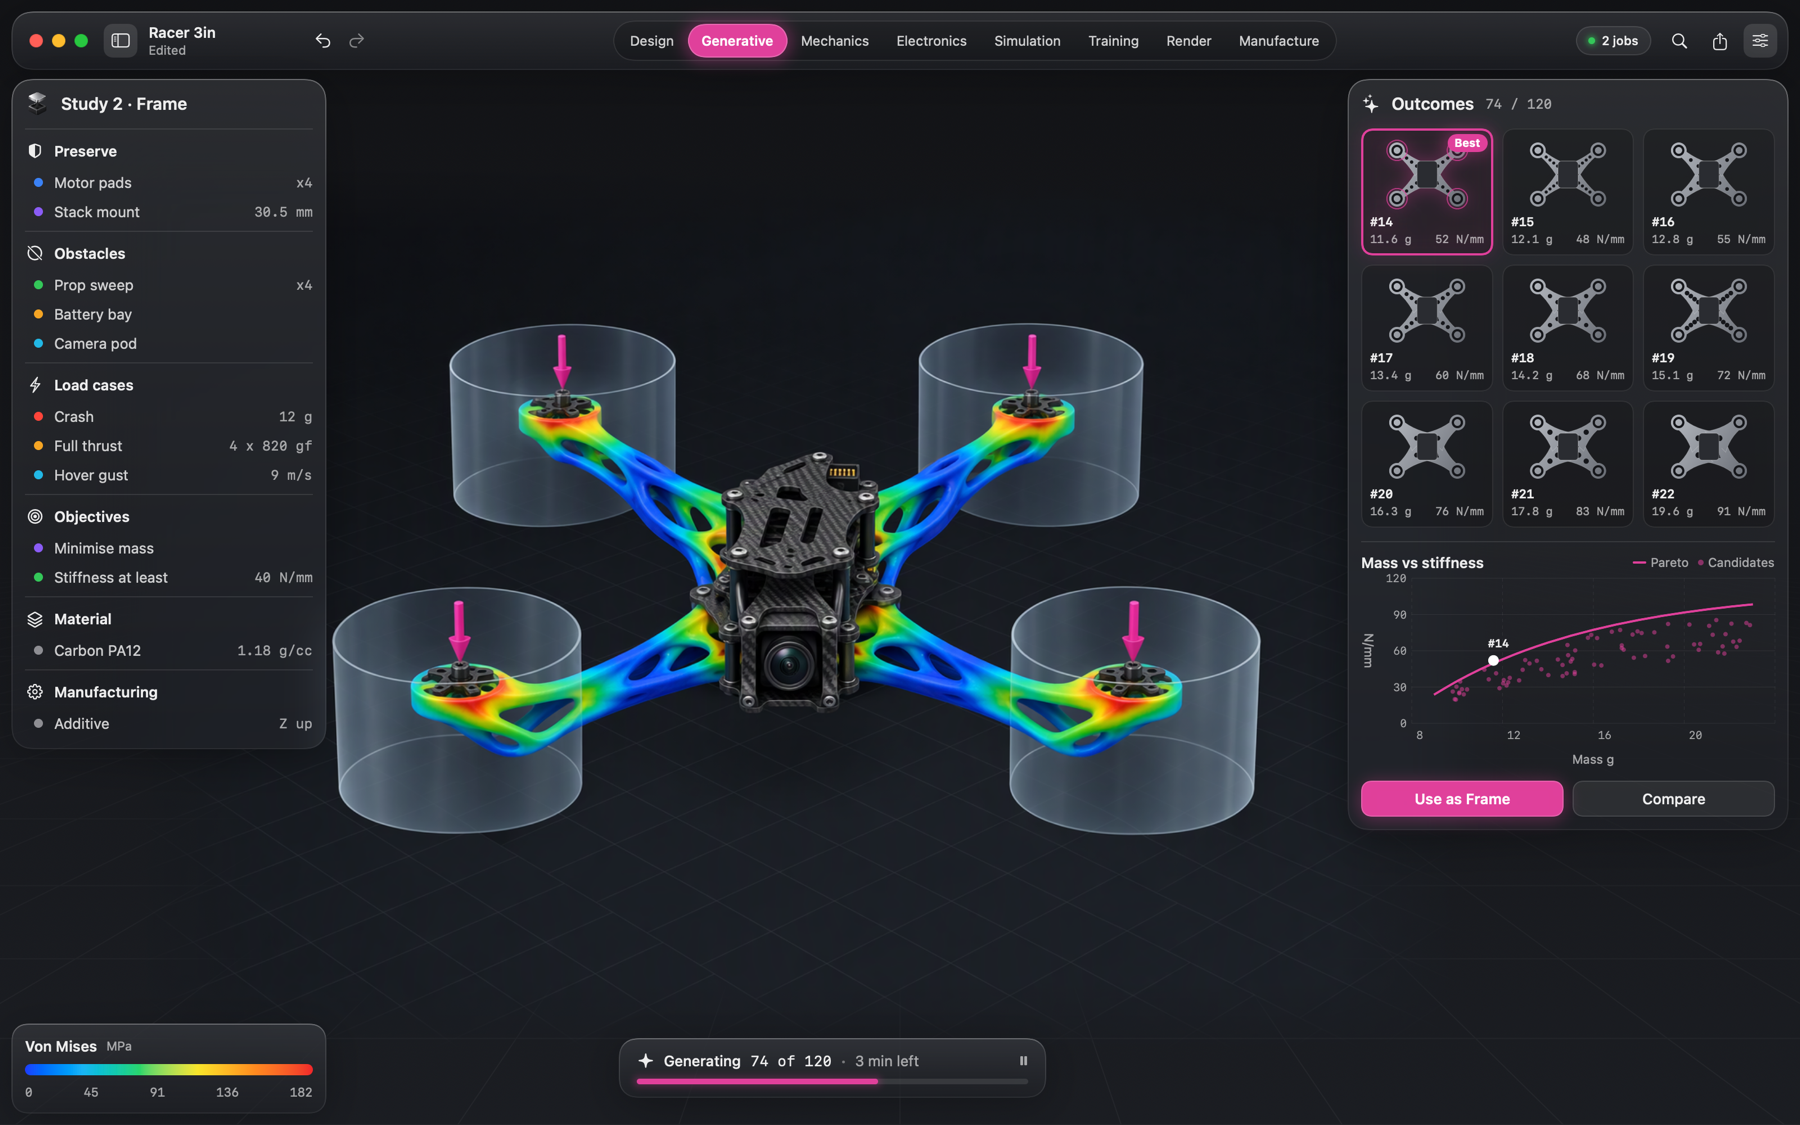 Racer 3in
Edited
Design
Generative
Mechanics
Electronics
Simulation
Training
Render
Manufacture
2 jobs
Study 2 · Frame
Preserve
Motor pads x4
Stack mount 30.5 mm
Obstacles
Prop sweep x4
Battery bay
Camera pod
Load cases
Crash 12 g
Full thrust 4 x 820 gf
Hover gust 9 m/s
Objectives
Minimise mass
Stiffness at least 40 N/mm
Material
Carbon PA12 1.18 g/cc
Manufacturing
Additive Z up
Von Mises MPa
0 45 91 136 182
Generating 74 of 120 · 3 min left
Outcomes 74 / 120
Best
#14
11.6 g 52 N/mm
#15
12.1 g 48 N/mm
#16
12.8 g 55 N/mm
#17
13.4 g 60 N/mm
#18
14.2 g 68 N/mm
#19
15.1 g 72 N/mm
#20
16.3 g 76 N/mm
#21
17.8 g 83 N/mm
#22
19.6 g 91 N/mm
Mass vs stiffness
Pareto
Candidates
120
90
60
30
0
N/mm
#14
8 12 16 20
Mass g
Use as Frame
Compare